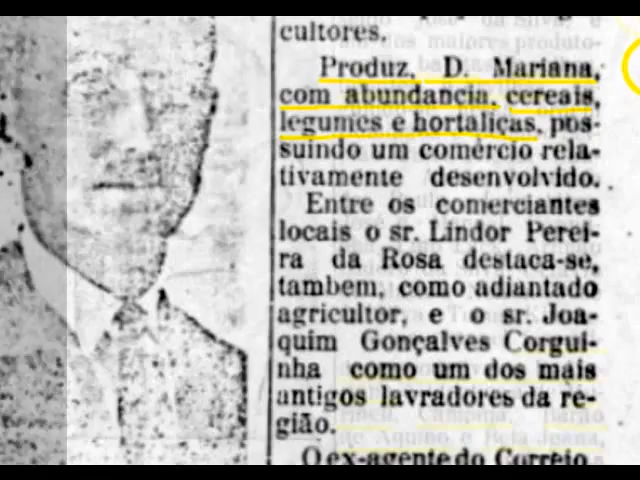 cultores.
Produz, D. Mariana,
com abundancia, cereais,
legumes e hortaliças, pos-
suindo um comércio rela-
tivamente desenvolvido.
Entre os comerciantes
locais o sr. Lindor Perei-
ra da Rosa destaca-se,
tambem, como adiantado
agricultor, e o sr. Joa-
quim Gonçalves Corgui-
nha como um dos mais
antigos lavradores da re-
gião.
O ex-agente do Correio